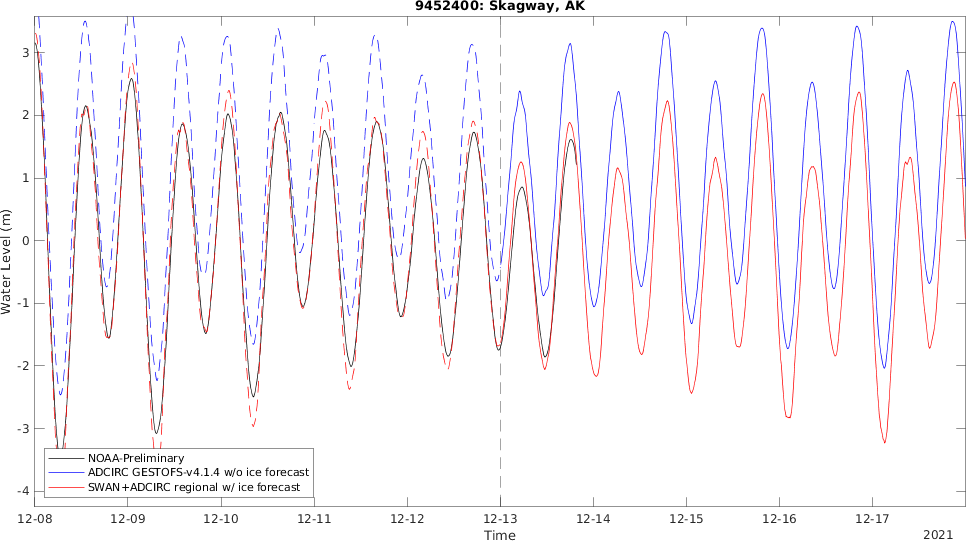 9452400: Skagway, AK
Water Level (m)
3
2
1
0
-1
-2
-3
-4
NOAA-Preliminary
ADCIRC GESTOFS-v4.1.4 w/o ice forecast
SWAN+ADCIRC regional w/ ice forecast
12-08 12-09 12-10 12-11 12-12 12-13 12-14 12-15 12-16 12-17
Time
2021